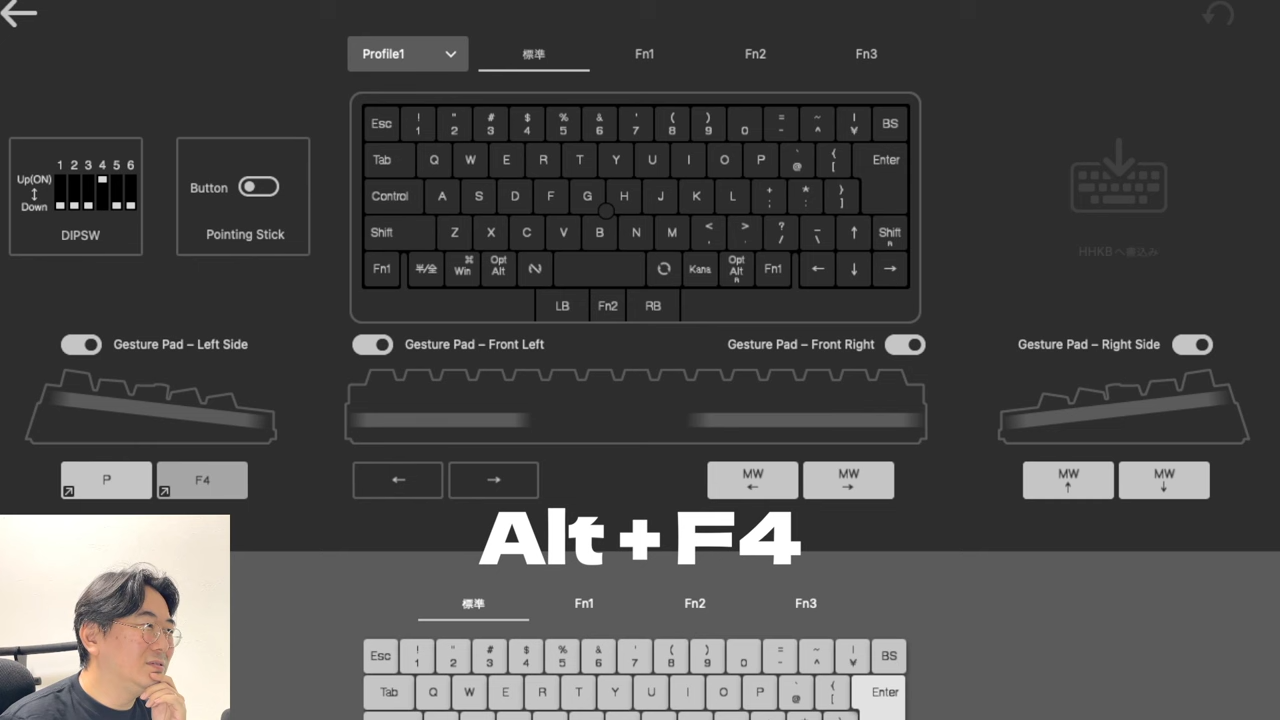 Profile1 標準 Fn1 Fn2 Fn3
Esc ! 1 " 2 # 3 $ 4 % 5 & 6 ' 7 ( 8 ) 9 0 = - ~ ^ | ¥ BS
Tab Q W E R T Y U I O P ` @ { [ Enter
Control A S D F G H J K L + ; * : } ]
Shift Z X C V B N M < , > . ? / _ \ ↑ Shift R
Fn1 半/全 ⌘ Win Opt Alt Kana Opt Alt R Fn1 ← ↓ →
LB Fn2 RB
1 2 3 4 5 6
Up(ON)
↕
Down
DIPSW
Button
Pointing Stick
HHKBへ書込み
Gesture Pad – Left Side
Gesture Pad – Front Left
Gesture Pad – Front Right
Gesture Pad – Right Side
P F4 ← → MW ← MW → MW ↑ MW ↓
Alt + F4
標準 Fn1 Fn2 Fn3
Esc ! 1 " 2 # 3 $ 4 % 5 & 6 ' 7 ( 8 ) 9 0 = - ~ ^ | ¥ BS
Tab Q W E R T Y U I O P ` @ { [ Enter